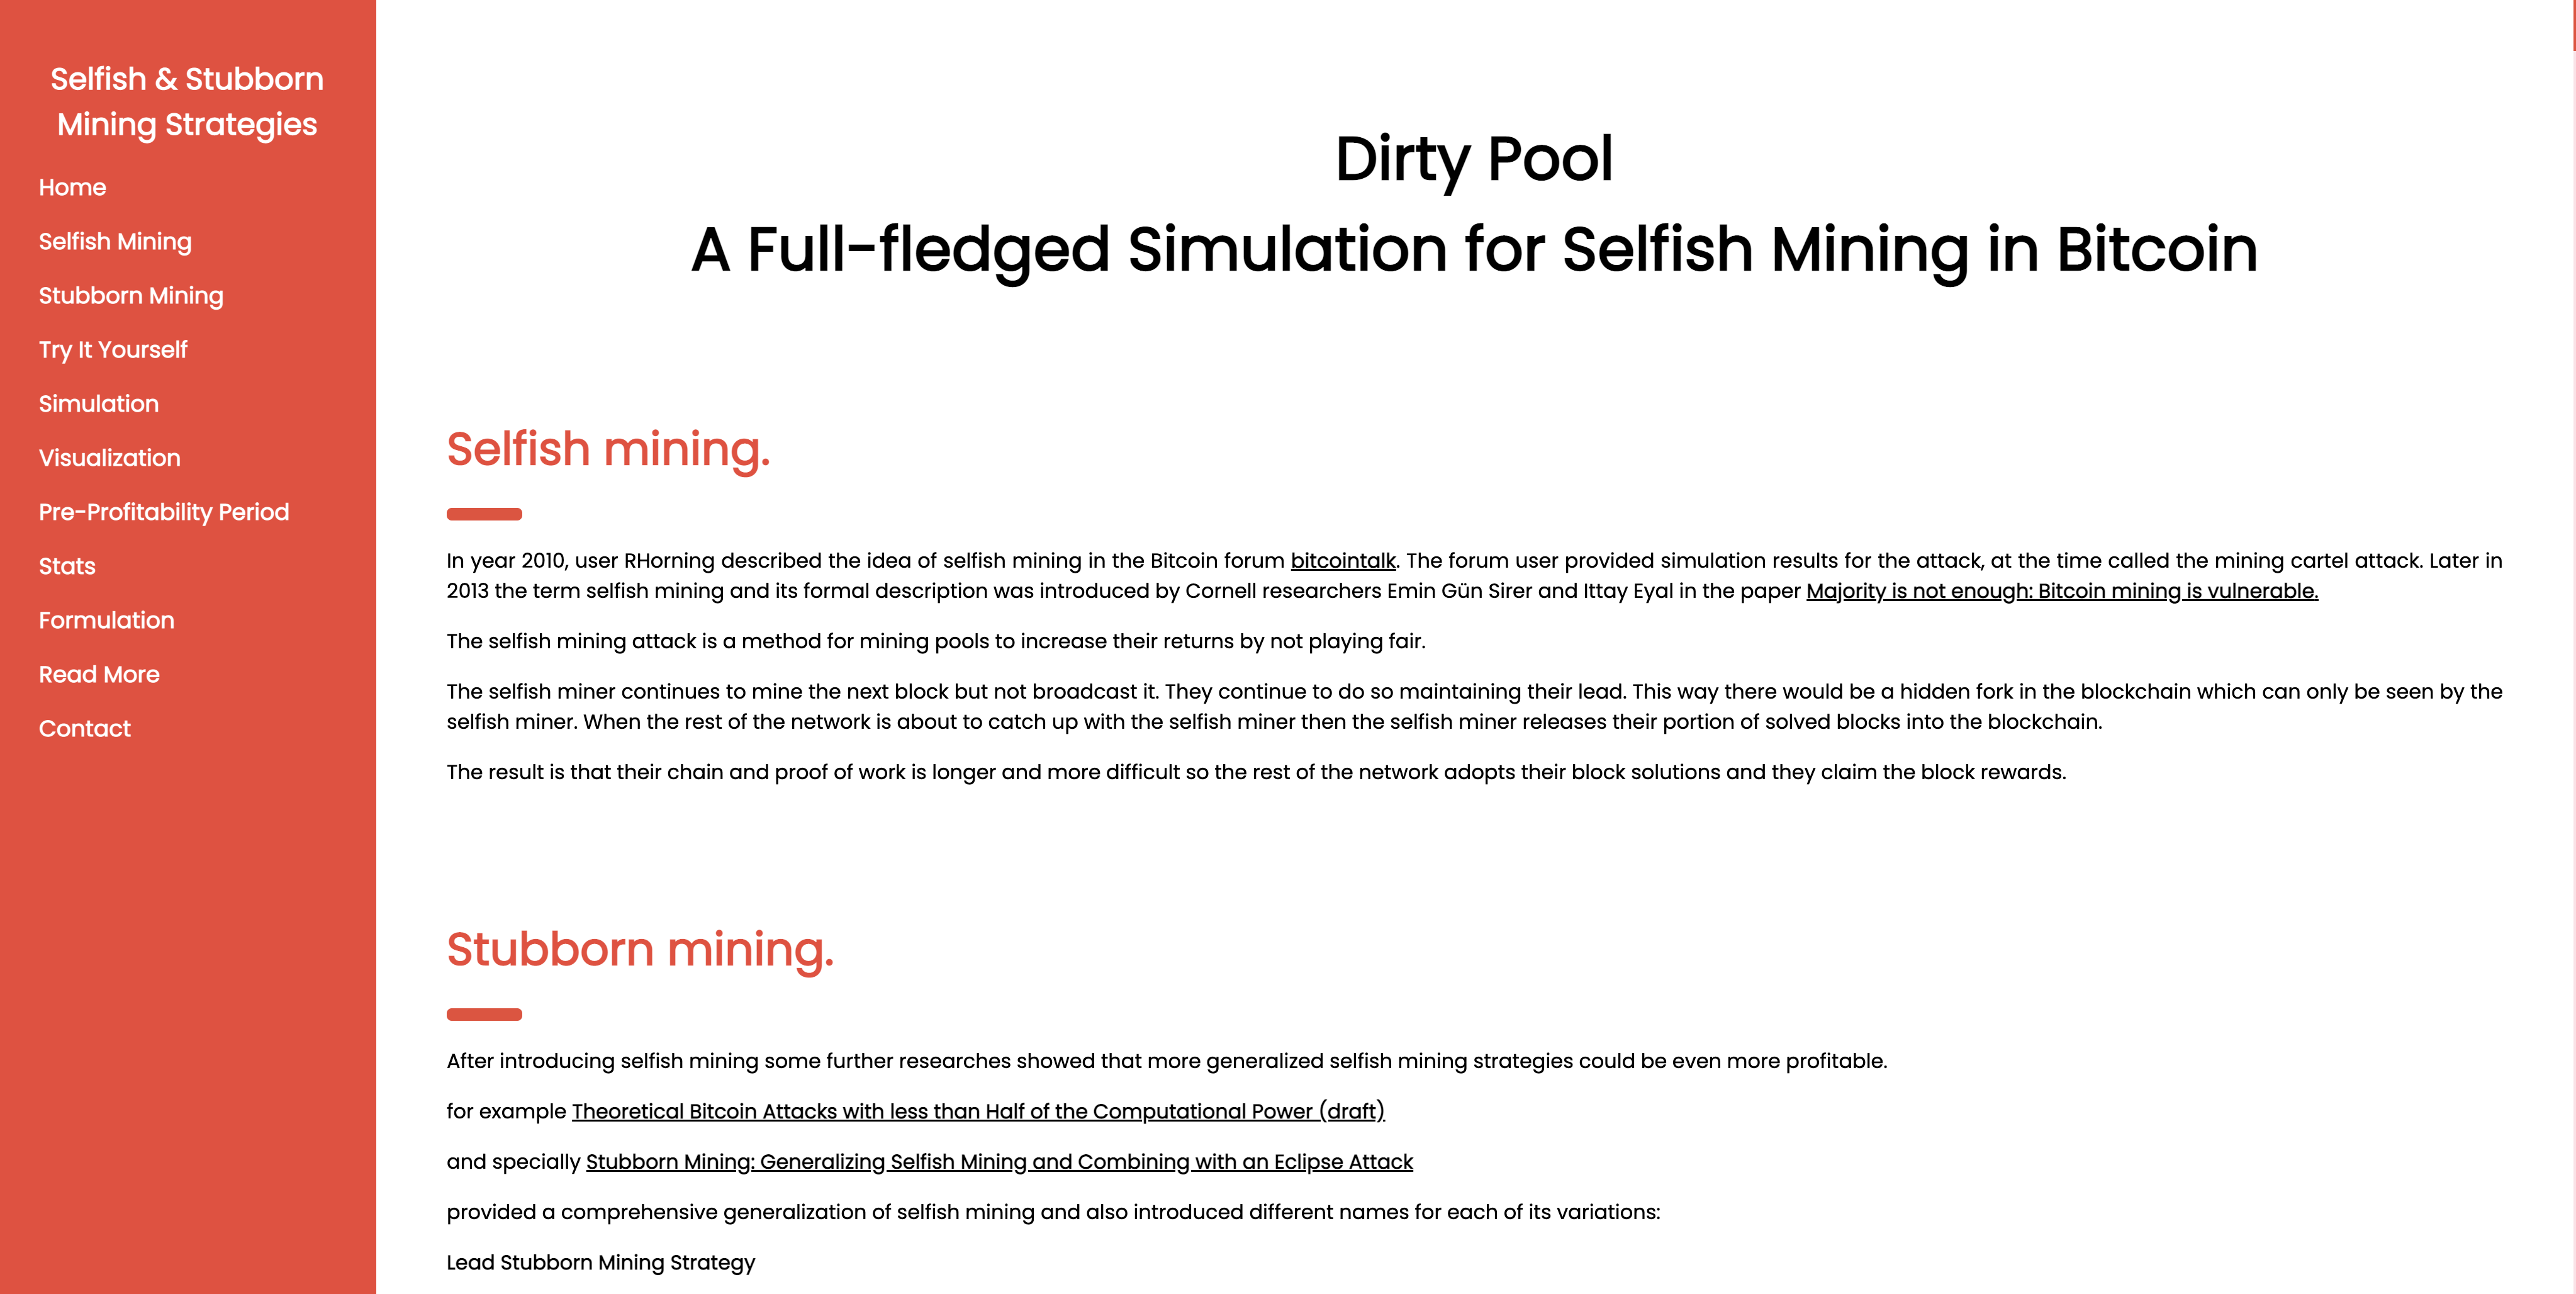 Selfish & Stubborn
Mining Strategies
Home
Selfish Mining
Stubborn Mining
Try It Yourself
Simulation
Visualization
Pre-Profitability Period
Stats
Formulation
Read More
Contact
Dirty Pool
A Full-fledged Simulation for Selfish Mining in Bitcoin
Selfish mining.
In year 2010, user RHorning described the idea of selfish mining in the Bitcoin forum bitcointalk. The forum user provided simulation results for the attack, at the time called the mining cartel attack. Later in
2013 the term selfish mining and its formal description was introduced by Cornell researchers Emin Gün Sirer and Ittay Eyal in the paper Majority is not enough: Bitcoin mining is vulnerable.
The selfish mining attack is a method for mining pools to increase their returns by not playing fair.
The selfish miner continues to mine the next block but not broadcast it. They continue to do so maintaining their lead. This way there would be a hidden fork in the blockchain which can only be seen by the
selfish miner. When the rest of the network is about to catch up with the selfish miner then the selfish miner releases their portion of solved blocks into the blockchain.
The result is that their chain and proof of work is longer and more difficult so the rest of the network adopts their block solutions and they claim the block rewards.
Stubborn mining.
After introducing selfish mining some further researches showed that more generalized selfish mining strategies could be even more profitable.
for example Theoretical Bitcoin Attacks with less than Half of the Computational Power (draft)
and specially Stubborn Mining: Generalizing Selfish Mining and Combining with an Eclipse Attack
provided a comprehensive generalization of selfish mining and also introduced different names for each of its variations:
Lead Stubborn Mining Strategy